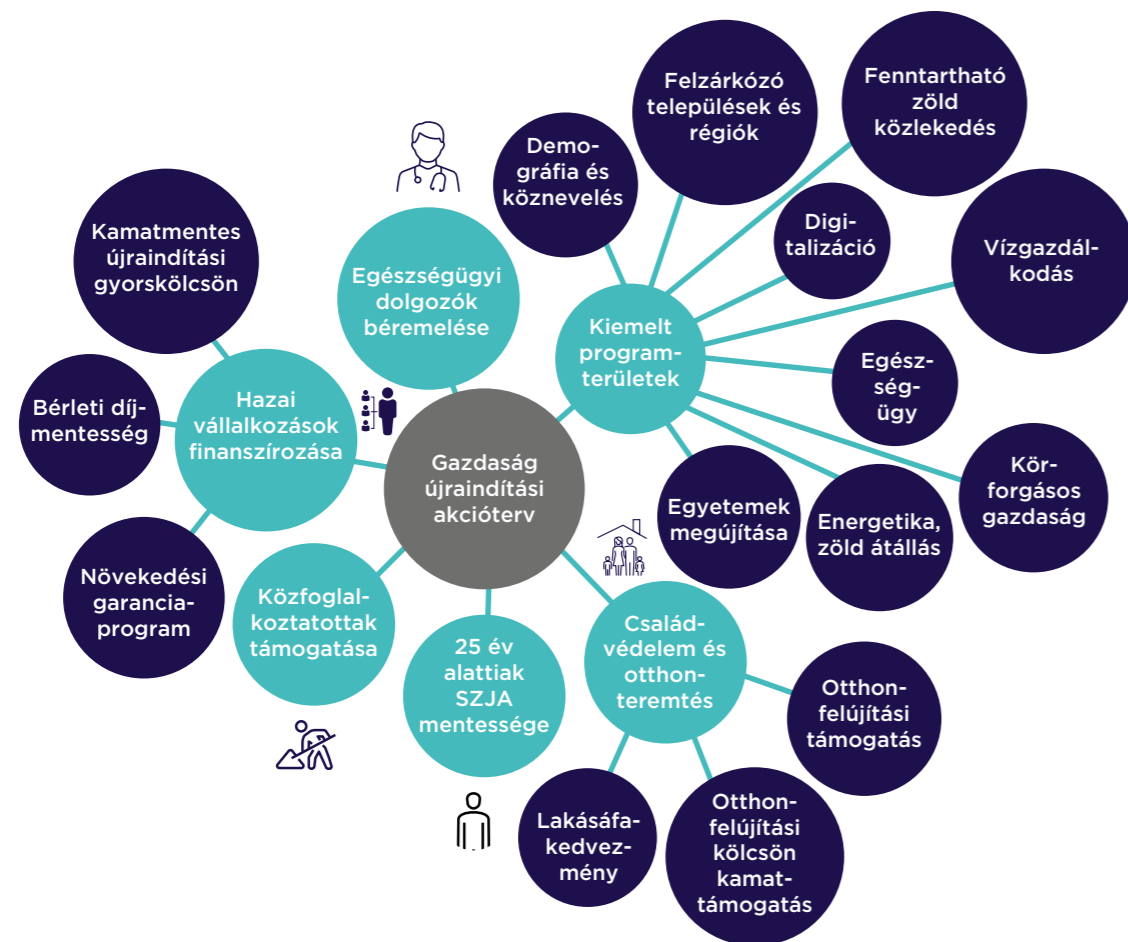 Felzárkózó
települések és
régiók
Fenntartható
zöld
közlekedés
Demo-
gráfia és
köznevelés
Digi-
talizáció
Vízgazdál-
kodás
Kamatmentes
újraindítási
gyorskölcsön
Egészségügyi
dolgozók
béremelése
Kiemelt
program-
területek
Egész-
ség-
ügy
Bérleti díj-
mentesség
Hazai
vállalkozások
finanszírozása
Gazdaság
újraindítási
akcióterv
Kör-
forgásos
gazdaság
Egyetemek
megújítása
Energetika,
zöld átállás
Növekedési
garancia-
program
Közfoglal-
koztatottak
támogatása
25 év
alattiak
SZJA
mentessége
Család-
védelem és
otthon-
teremtés
Otthon-
felújítási
támogatás
Lakásáfa-
kedvez-
mény
Otthon-
felújítási
kölcsön
kamat-
támogatás